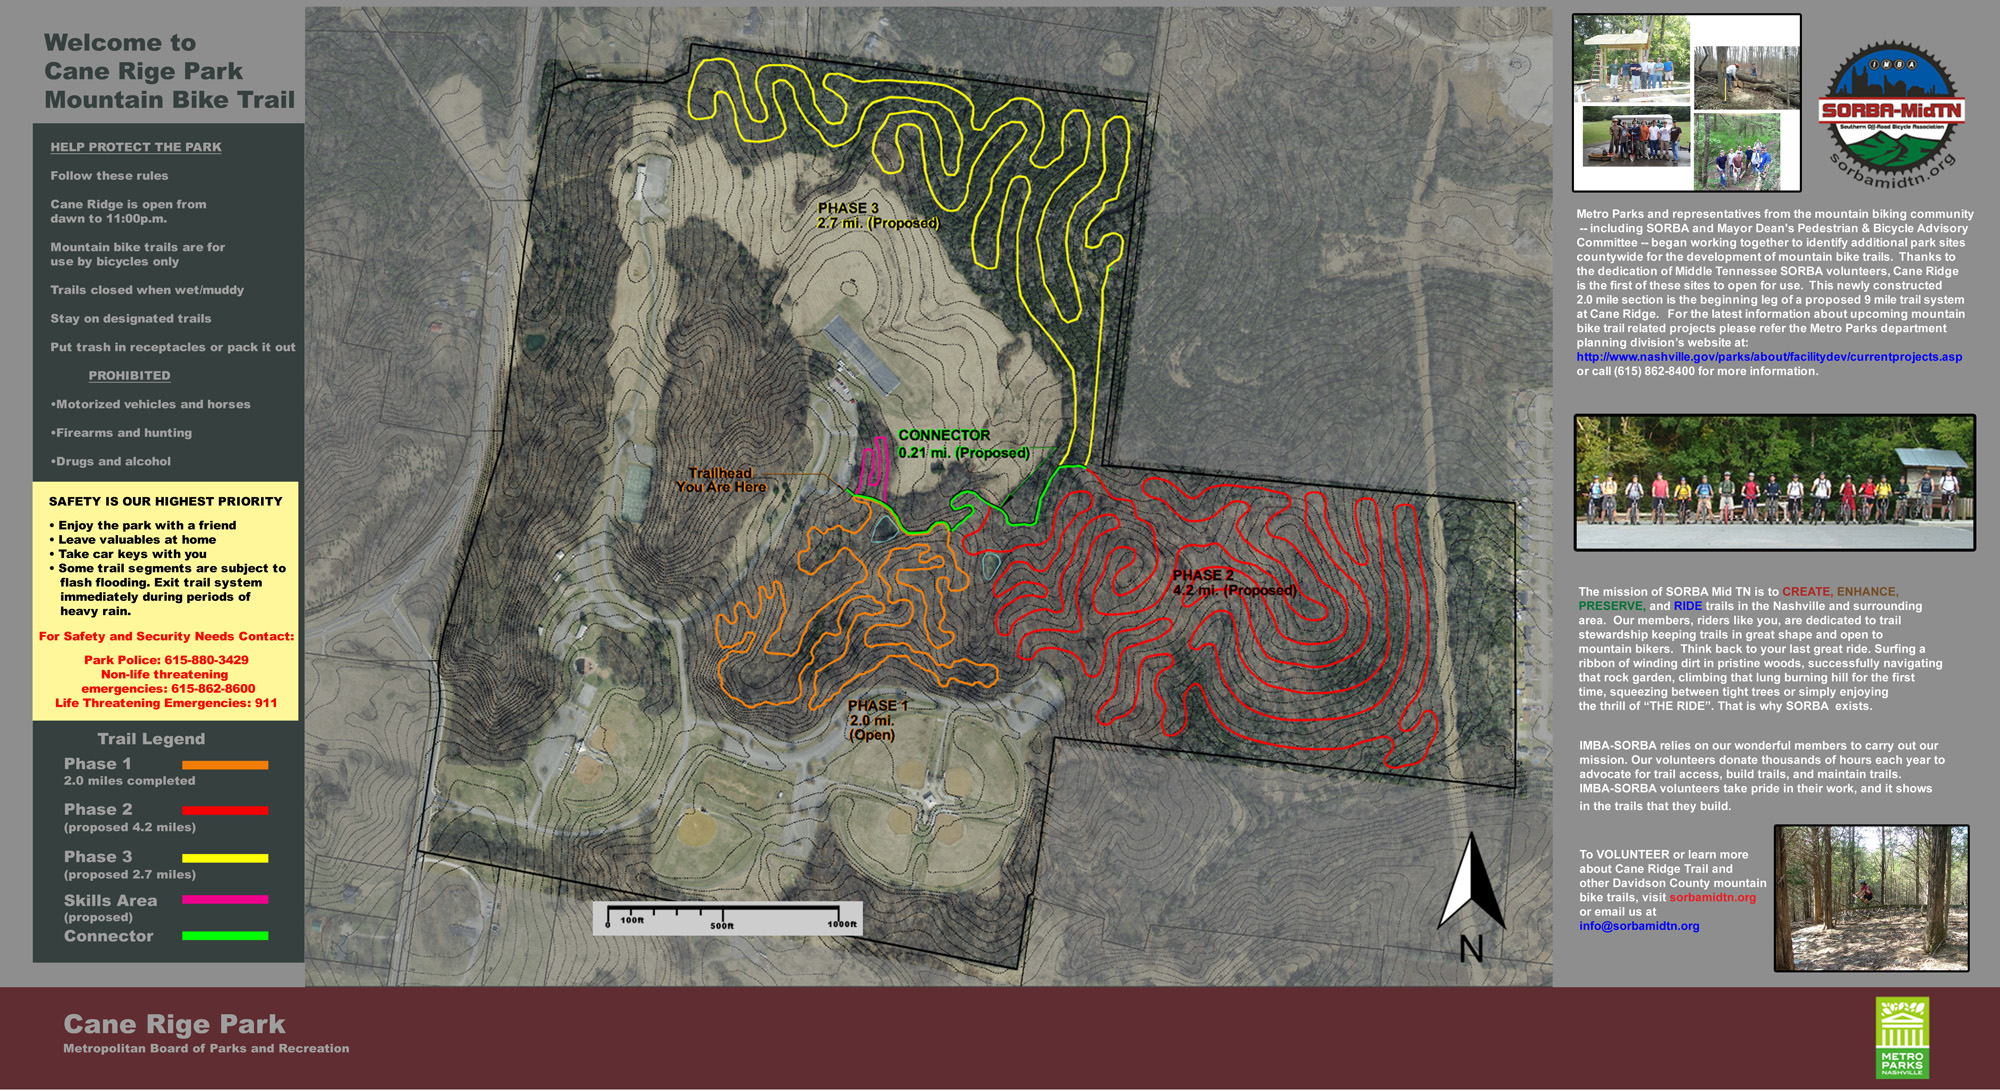 Welcome to
Cane Rige Park
Mountain Bike Trail
HELP PROTECT THE PARK
Follow these rules
Cane Ridge is open from
dawn to 11:00p.m.
Mountain bike trails are for
use by bicycles only
Trails closed when wet/muddy
Stay on designated trails
Put trash in receptacles or pack it out
PROHIBITED
•Motorized vehicles and horses
•Firearms and hunting
•Drugs and alcohol
SAFETY IS OUR HIGHEST PRIORITY
• Enjoy the park with a friend
• Leave valuables at home
• Take car keys with you
• Some trail segments are subject to
flash flooding. Exit trail system
immediately during periods of
heavy rain.
For Safety and Security Needs Contact:
Park Police: 615-880-3429
Non-life threatening
emergencies: 615-862-8600
Life Threatening Emergencies: 911
Trail Legend
Phase 1
2.0 miles completed
Phase 2
(proposed 4.2 miles)
Phase 3
(proposed 2.7 miles)
Skills Area
(proposed)
Connector
PHASE 3
2.7 mi. (Proposed)
CONNECTOR
0.21 mi. (Proposed)
Trailhead
You Are Here
PHASE 2
4.2 mi. (Proposed)
PHASE 1
2.0 mi.
(Open)
0 100ft 500ft 1000ft
N
IMBA
SORBA-MidTN
Southern Off-Road Bicycle Association
sorbamidtn.org
Metro Parks and representatives from the mountain biking community
-- including SORBA and Mayor Dean's Pedestrian & Bicycle Advisory
Committee -- began working together to identify additional park sites
countywide for the development of mountain bike trails. Thanks to
the dedication of Middle Tennessee SORBA volunteers, Cane Ridge
is the first of these sites to open for use. This newly constructed
2.0 mile section is the beginning leg of a proposed 9 mile trail system
at Cane Ridge. For the latest information about upcoming mountain
bike trail related projects please refer the Metro Parks department
planning division's website at:
http://www.nashville.gov/parks/about/facilitydev/currentprojects.asp
or call (615) 862-8400 for more information.
The mission of SORBA Mid TN is to CREATE, ENHANCE,
PRESERVE, and RIDE trails in the Nashville and surrounding
area. Our members, riders like you, are dedicated to trail
stewardship keeping trails in great shape and open to
mountain bikers. Think back to your last great ride. Surfing a
ribbon of winding dirt in pristine woods, successfully navigating
that rock garden, climbing that lung burning hill for the first
time, squeezing between tight trees or simply enjoying
the thrill of “THE RIDE”. That is why SORBA exists.
IMBA-SORBA relies on our wonderful members to carry out our
mission. Our volunteers donate thousands of hours each year to
advocate for trail access, build trails, and maintain trails.
IMBA-SORBA volunteers take pride in their work, and it shows
in the trails that they build.
To VOLUNTEER or learn more
about Cane Ridge Trail and
other Davidson County mountain
bike trails, visit sorbamidtn.org
or email us at
info@sorbamidtn.org
Cane Rige Park
Metropolitan Board of Parks and Recreation
METRO
PARKS
NASHVILLE